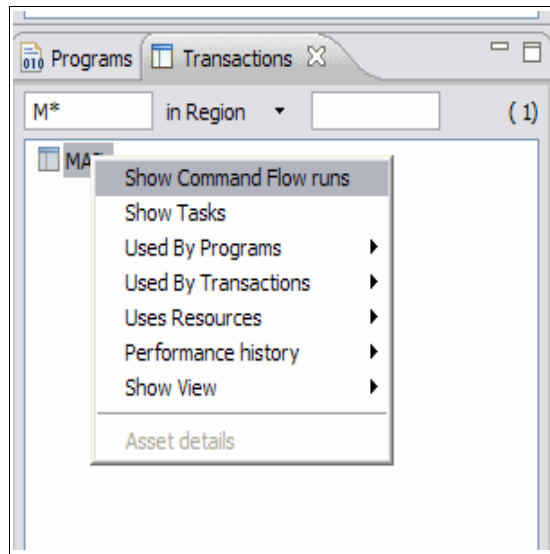 010 Programs Transactions
M* in Region ( 1)
Show Command Flow runs
Show Tasks
Used By Programs
Used By Transactions
Uses Resources
Performance history
Show View
Asset details